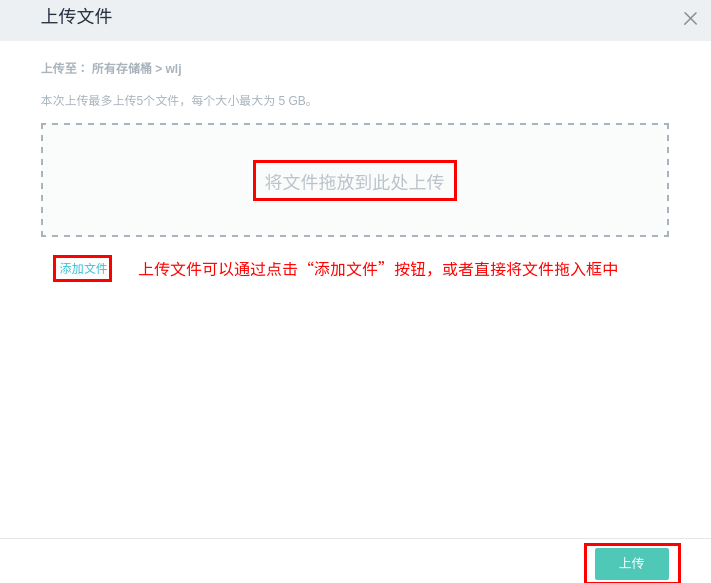 上传文件
上传至： 所有存储桶 > wlj
本次上传最多上传5个文件，每个大小最大为 5 GB。
将文件拖放到此处上传
添加文件
上传文件可以通过点击“添加文件”按钮，或者直接将文件拖入框中
上传